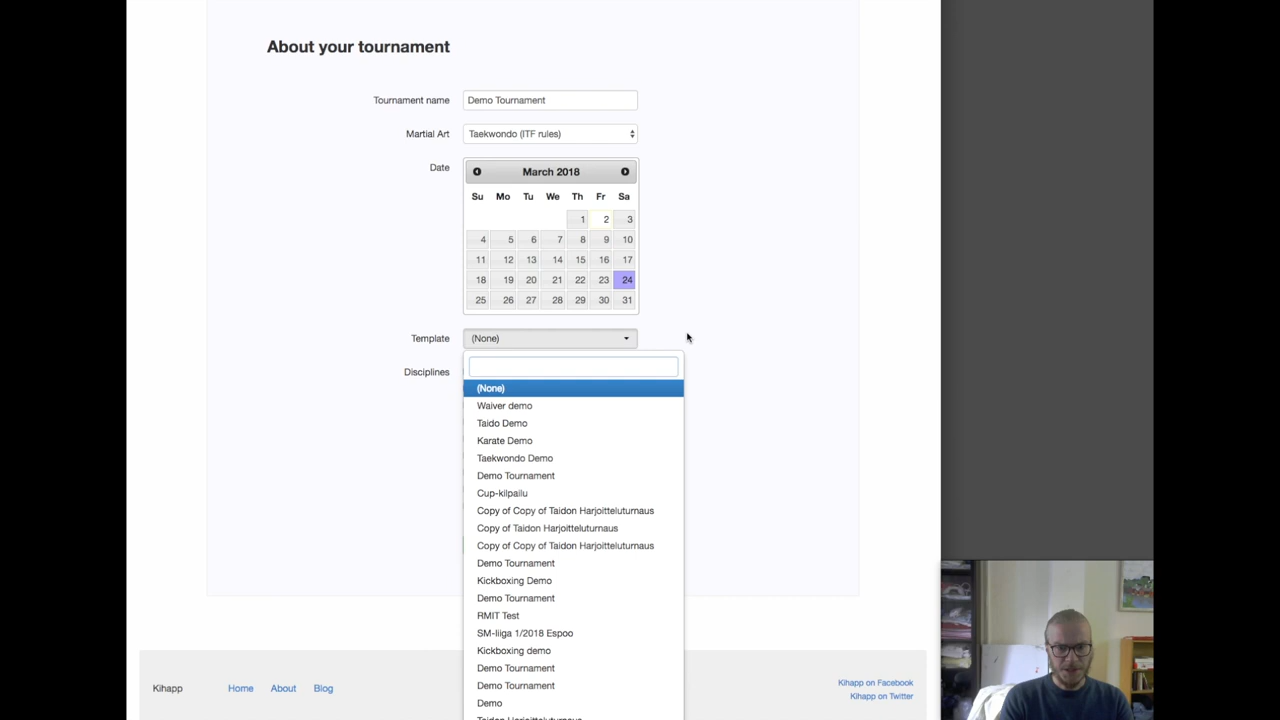 About your tournament
Tournament name Demo Tournament
Martial Art Taekwondo (ITF rules)
Date March 2018
Su Mo Tu We Th Fr Sa
1 2 3
4 5 6 7 8 9 10
11 12 13 14 15 16 17
18 19 20 21 22 23 24
25 26 27 28 29 30 31
Template (None)
Disciplines
(None)
Waiver demo
Taido Demo
Karate Demo
Taekwondo Demo
Demo Tournament
Cup-kilpailu
Copy of Copy of Taidon Harjoitteluturnaus
Copy of Taidon Harjoitteluturnaus
Copy of Copy of Taidon Harjoitteluturnaus
Demo Tournament
Kickboxing Demo
Demo Tournament
RMIT Test
SM-liiga 1/2018 Espoo
Kickboxing demo
Demo Tournament
Demo Tournament
Demo
Taidon Harjoitteluturnaus
Kihapp Home About Blog
Kihapp on Facebook
Kihapp on Twitter